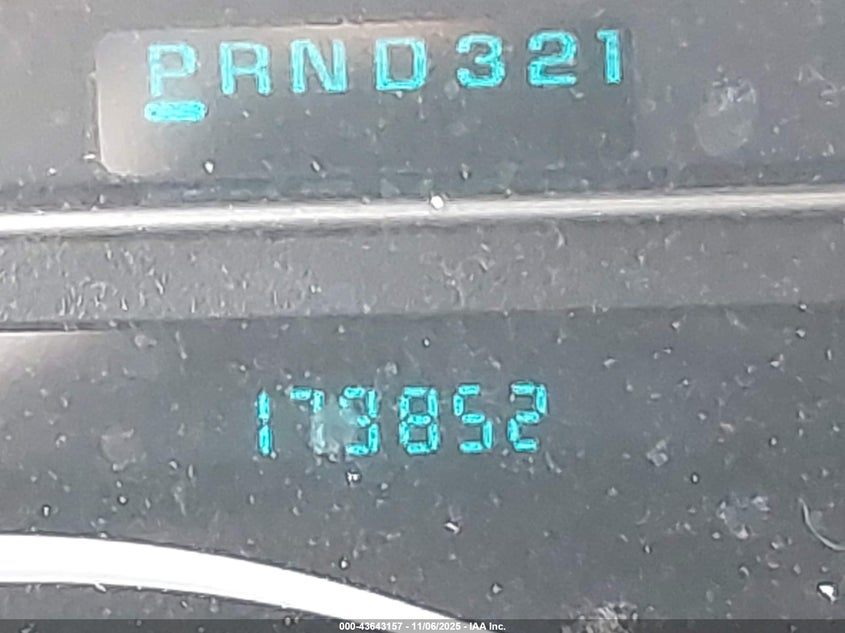 PRND321
173852
000-43643157 - 11/06/2025 - IAA Inc.